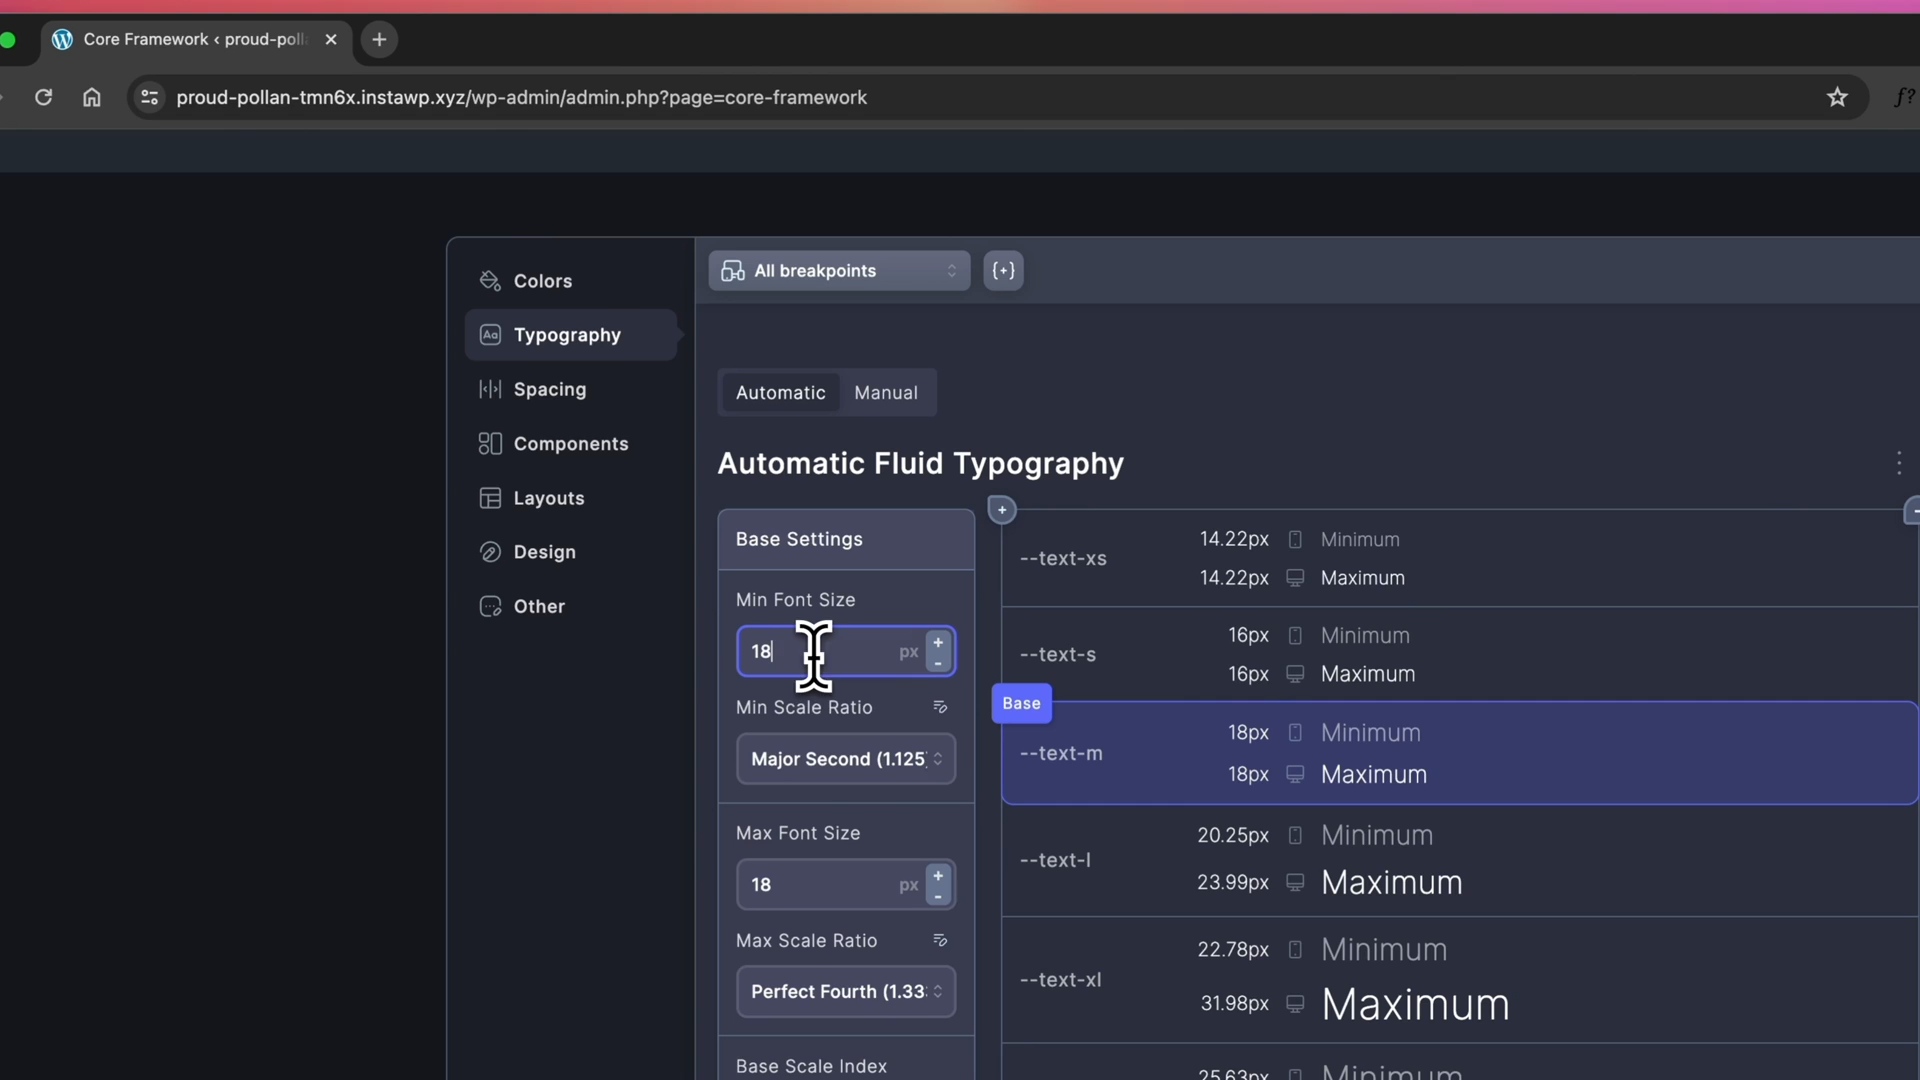 Core Framework ‹ proud-poll
proud-pollan-tmn6x.instawp.xyz/wp-admin/admin.php?page=core-framework
f?
Colors
Typography
Spacing
Components
Layouts
Design
Other
All breakpoints
{+}
Automatic
Manual
Automatic Fluid Typography
Base Settings
Min Font Size
18 px
Min Scale Ratio
Major Second (1.125)
Max Font Size
18 px
Max Scale Ratio
Perfect Fourth (1.33
Base Scale Index
--text-xs
14.22px Minimum
14.22px Maximum
--text-s
16px Minimum
16px Maximum
Base
--text-m
18px Minimum
18px Maximum
--text-l
20.25px Minimum
23.99px Maximum
--text-xl
22.78px Minimum
31.98px Maximum
25.63px Minimum